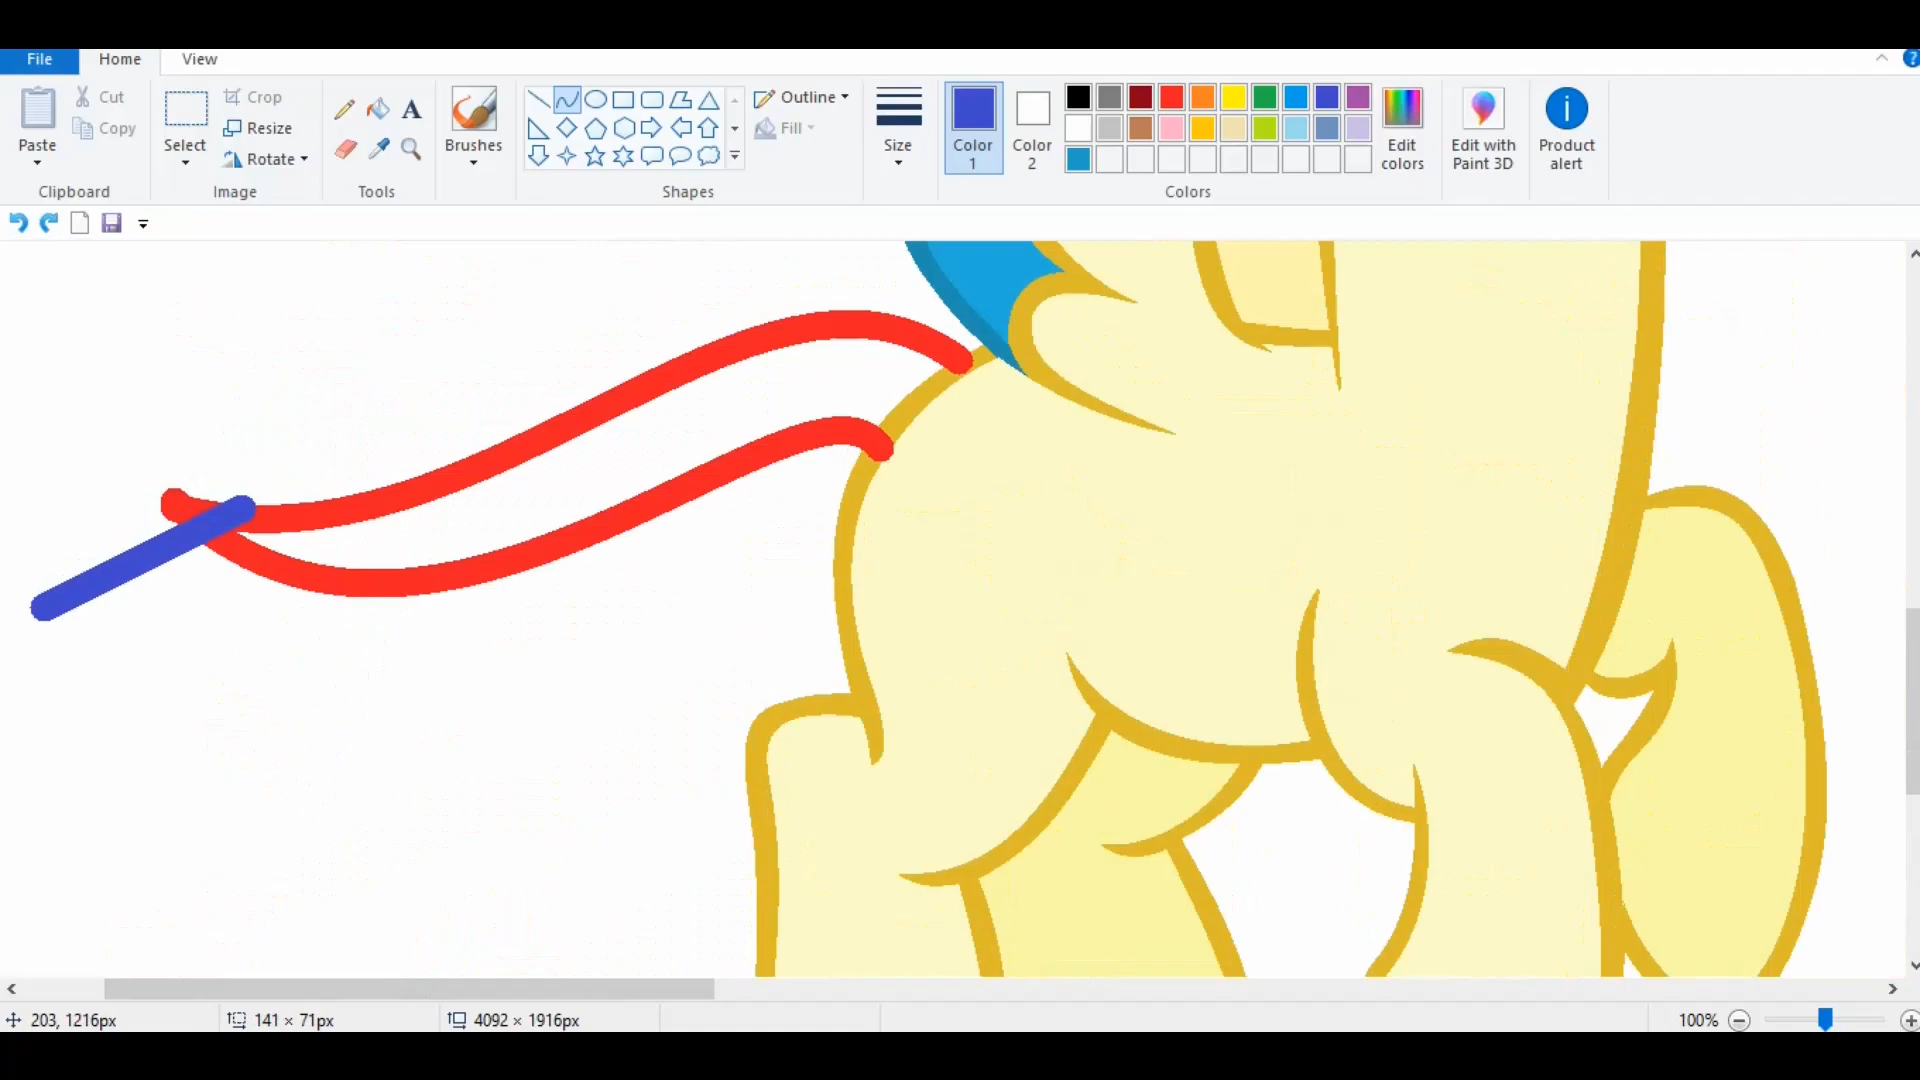 File Home View
Paste
Cut
Copy
Clipboard
Select
Crop
Resize
Rotate
Image
A
Tools
Brushes
Shapes
Outline
Fill
Size
Color
1
Color
2
Edit
colors
Colors
Edit with
Paint 3D
Product
alert
203, 1216px 141 × 71px 4092 × 1916px 100%